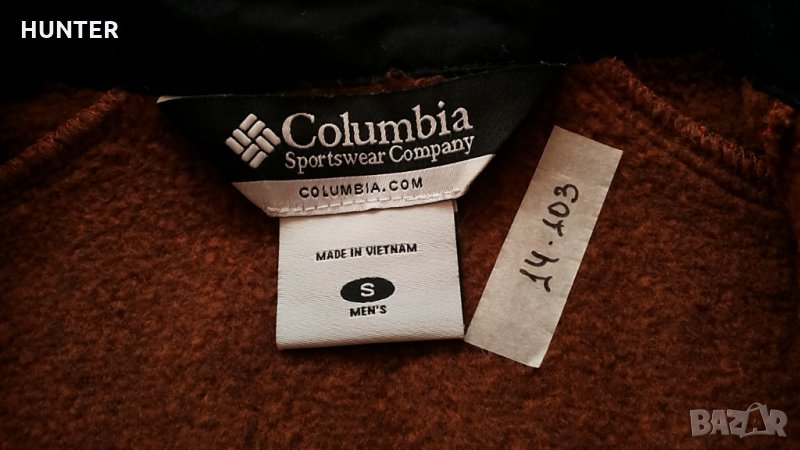 HUNTER
Columbia
Sportswear Company
COLUMBIA.COM
MADE IN VIETNAM
S
MEN'S
14.103
BAZAR